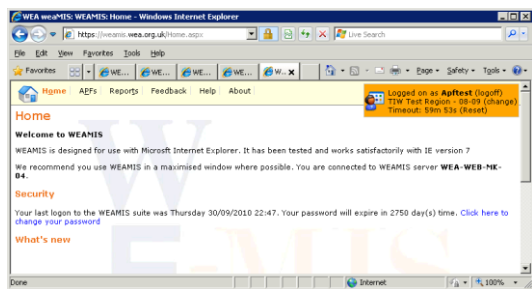 WEA weaMIS: WEAMIS: Home - Windows Internet Explorer
https://weamis.wea.org.uk/Home.aspx
Live Search
File Edit View Favorites Tools Help
Favorites WE... WE... WE... WE... W... x Page Safety Tools
Home APFs Reports Feedback Help About
Logged on as Apftest (logoff)
TIW Test Region - 08-09 (change)
Timeout: 59m 53s (Reset)
Home
Welcome to WEAMIS
WEAMIS is designed for use with Microsft Internet Explorer. It has been tested and works satisfactorily with IE version 7
We recommend you use WEAMIS in a maximised window where possible. You are connected to WEAMIS server WEA-WEB-MK-
04.
Security
Your last logon to the WEAMIS suite was Thursday 30/09/2010 22:47. Your password will expire in 2750 day(s) time. Click here to
change your password
What's new
Done Internet 100%